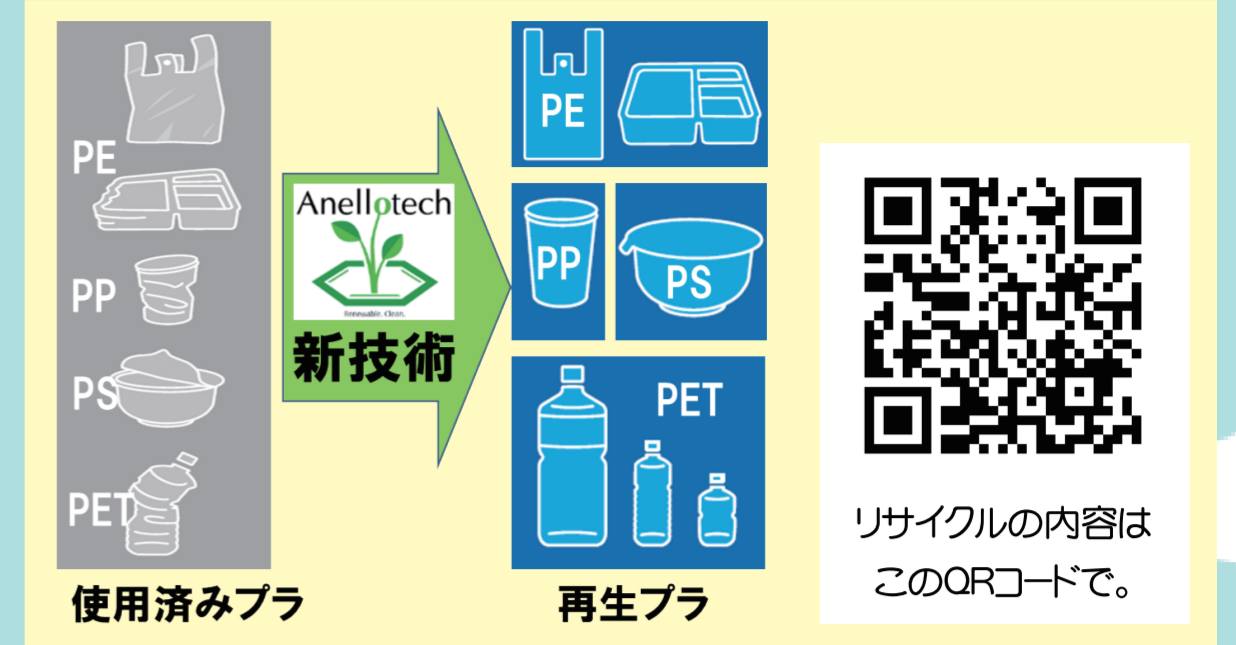 PE
PP
PS
PET
使用済みプラ
Anellotech
Renewable. Clean.
新技術
PE
PP
PS
PET
再生プラ
リサイクルの内容は
このQRコードで。